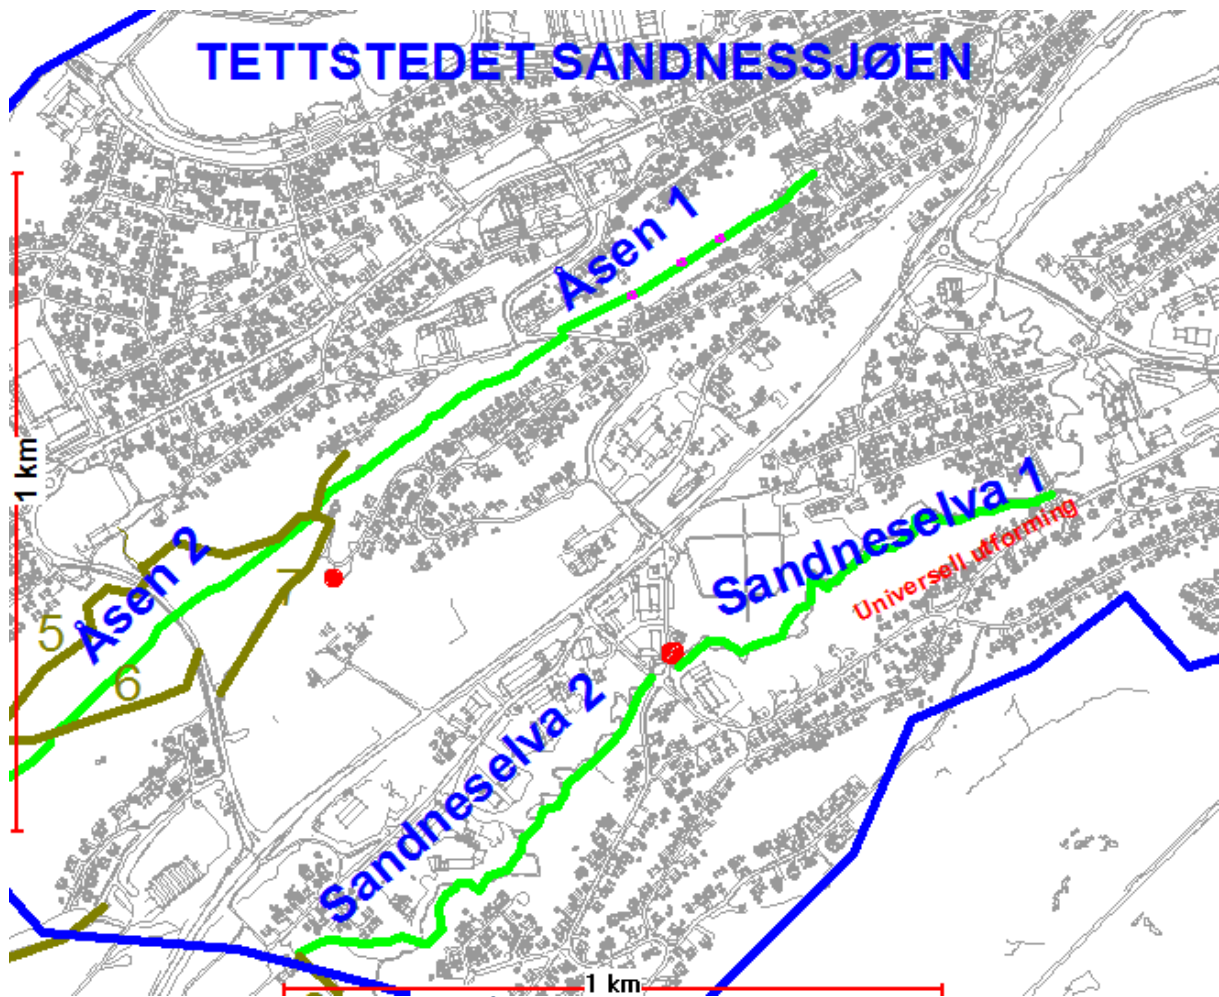 TETTSTEDET SANDNESSJØEN
Åsen 1
1 km
Sandneselva 1
Universell utforming
Åsen 2
7
5
6
Sandneselva 2
1 km